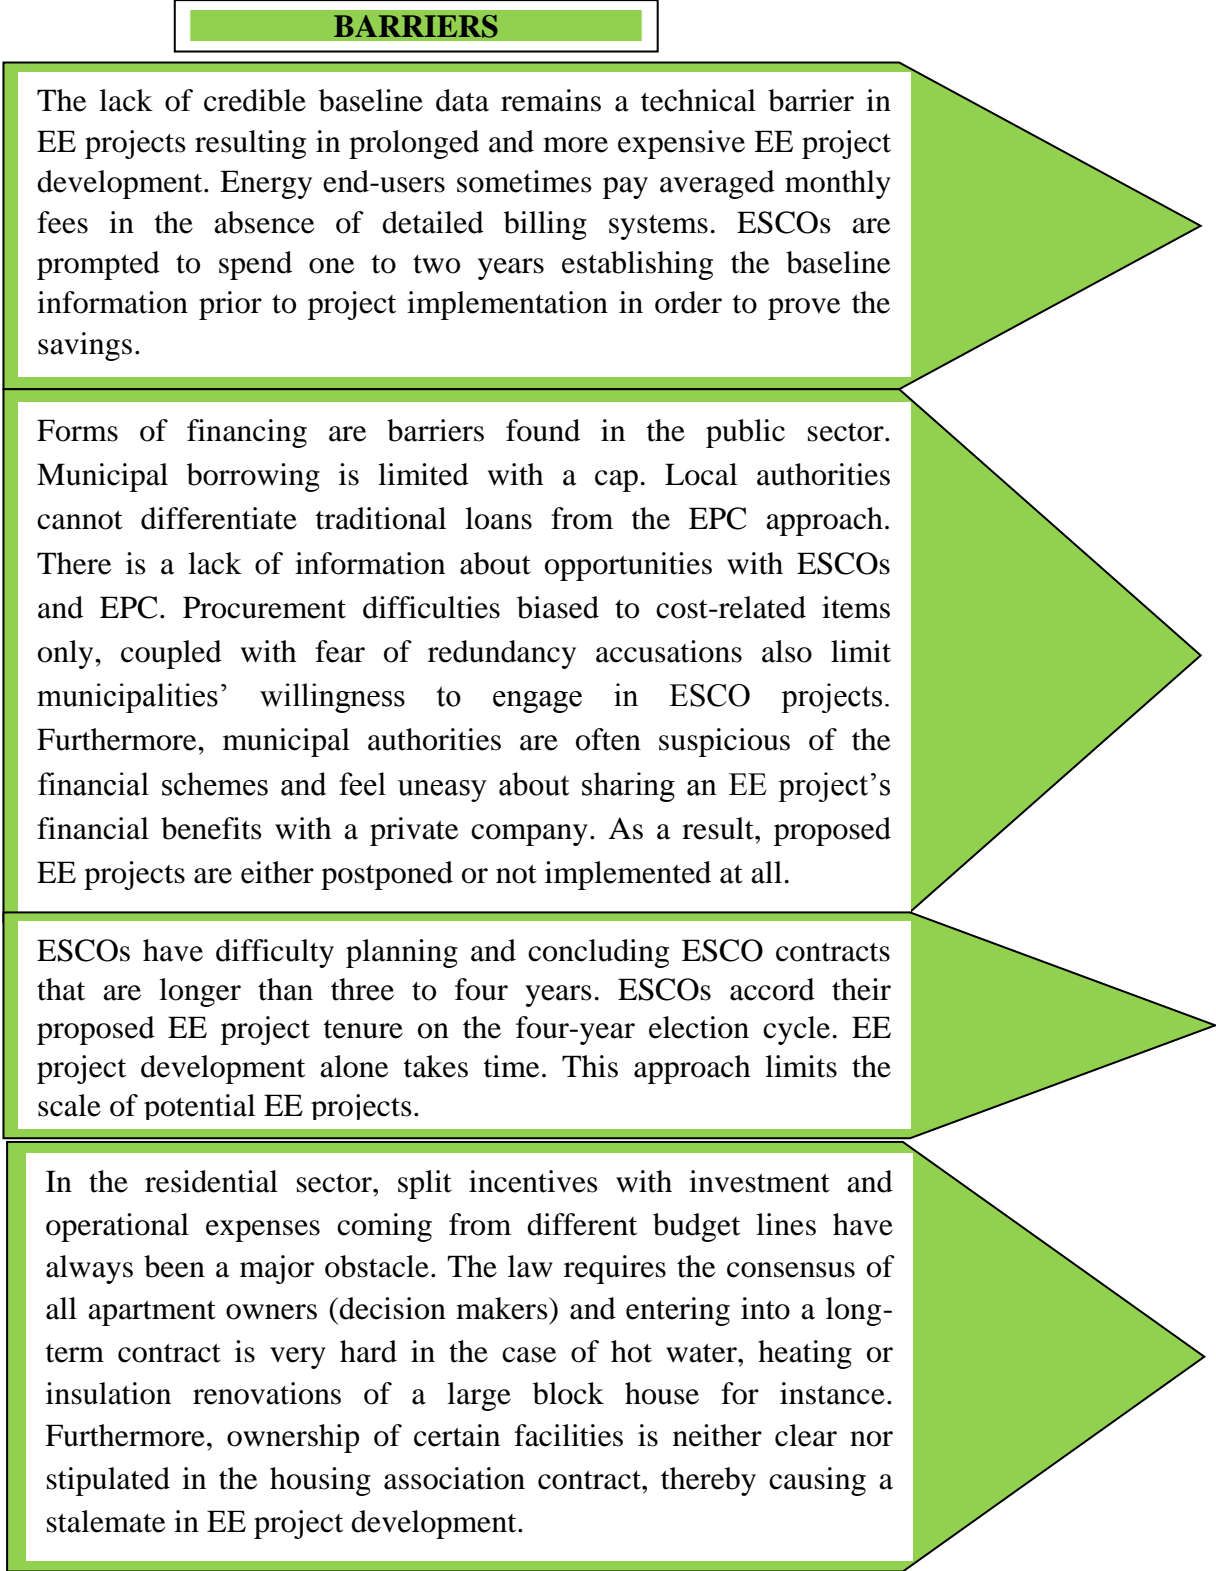 BARRIERS
The lack of credible baseline data remains a technical barrier in
EE projects resulting in prolonged and more expensive EE project
development. Energy end-users sometimes pay averaged monthly
fees in the absence of detailed billing systems. ESCOs are
prompted to spend one to two years establishing the baseline
information prior to project implementation in order to prove the
savings.
Forms of financing are barriers found in the public sector.
Municipal borrowing is limited with a cap. Local authorities
cannot differentiate traditional loans from the EPC approach.
There is a lack of information about opportunities with ESCOs
and EPC. Procurement difficulties biased to cost-related items
only, coupled with fear of redundancy accusations also limit
municipalities’ willingness to engage in ESCO projects.
Furthermore, municipal authorities are often suspicious of the
financial schemes and feel uneasy about sharing an EE project’s
financial benefits with a private company. As a result, proposed
EE projects are either postponed or not implemented at all.
ESCOs have difficulty planning and concluding ESCO contracts
that are longer than three to four years. ESCOs accord their
proposed EE project tenure on the four-year election cycle. EE
project development alone takes time. This approach limits the
scale of potential EE projects.
In the residential sector, split incentives with investment and
operational expenses coming from different budget lines have
always been a major obstacle. The law requires the consensus of
all apartment owners (decision makers) and entering into a long-
term contract is very hard in the case of hot water, heating or
insulation renovations of a large block house for instance.
Furthermore, ownership of certain facilities is neither clear nor
stipulated in the housing association contract, thereby causing a
stalemate in EE project development.